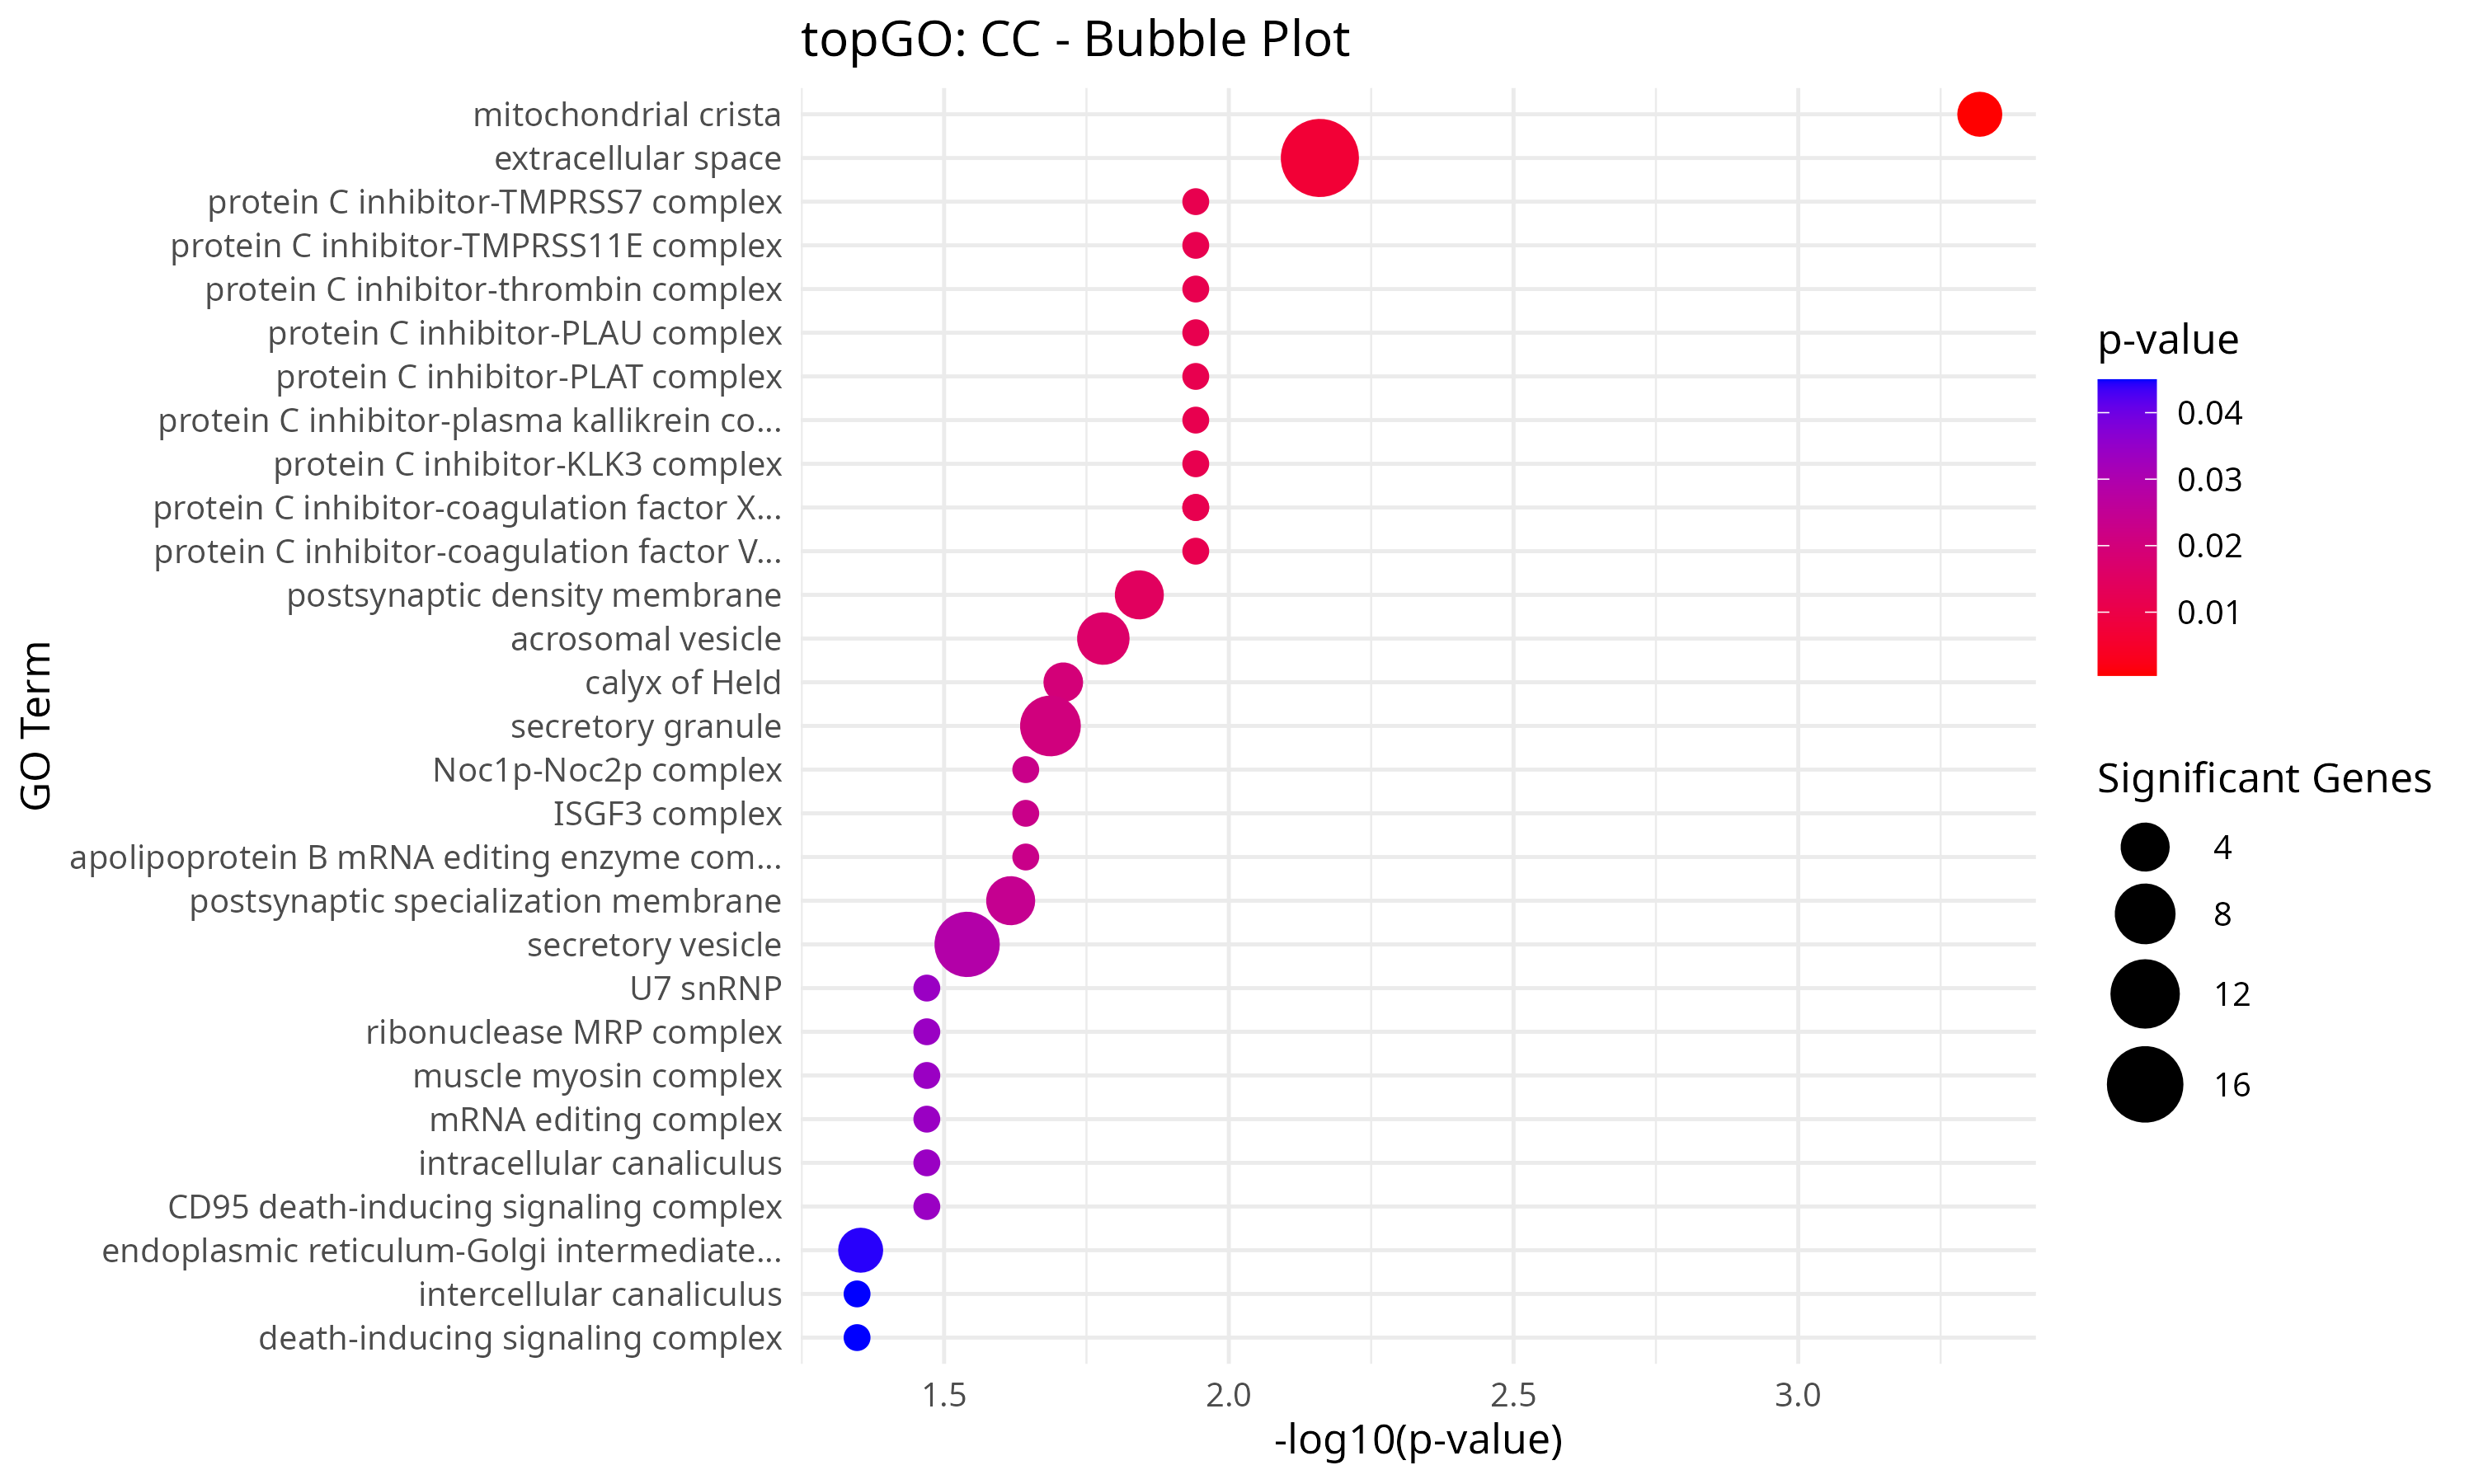 topGO: CC - Bubble Plot
GO Term
mitochondrial crista
extracellular space
protein C inhibitor-TMPRSS7 complex
protein C inhibitor-TMPRSS11E complex
protein C inhibitor-thrombin complex
protein C inhibitor-PLAU complex
protein C inhibitor-PLAT complex
protein C inhibitor-plasma kallikrein co...
protein C inhibitor-KLK3 complex
protein C inhibitor-coagulation factor X...
protein C inhibitor-coagulation factor V...
postsynaptic density membrane
acrosomal vesicle
calyx of Held
secretory granule
Noc1p-Noc2p complex
ISGF3 complex
apolipoprotein B mRNA editing enzyme com...
postsynaptic specialization membrane
secretory vesicle
U7 snRNP
ribonuclease MRP complex
muscle myosin complex
mRNA editing complex
intracellular canaliculus
CD95 death-inducing signaling complex
endoplasmic reticulum-Golgi intermediate...
intercellular canaliculus
death-inducing signaling complex
1.5 2.0 2.5 3.0
-log10(p-value)
p-value
0.04
0.03
0.02
0.01
Significant Genes
4
8
12
16